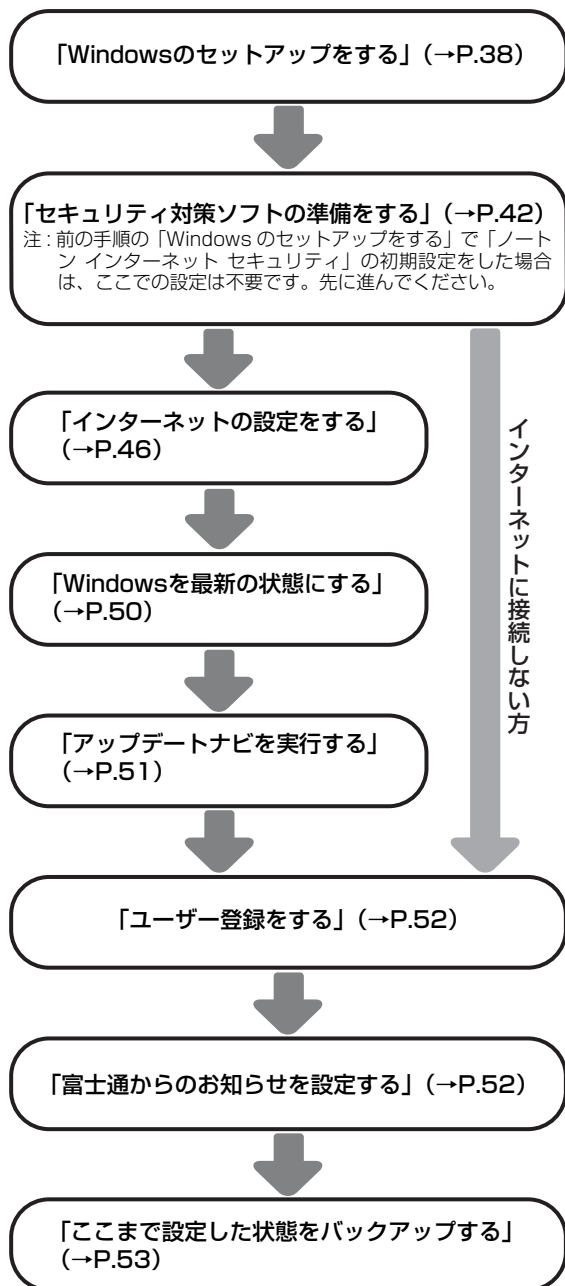 「Windowsのセットアップをする」（→P.38）
「セキュリティ対策ソフトの準備をする」（→P.42）
注：前の手順の「Windows のセットアップをする」で「ノート
ン インターネット セキュリティ」の初期設定をした場合
は、ここでの設定は不要です。先に進んでください。
「インターネットの設定をする」
（→P.46）
インターネットに接続しない方
「Windowsを最新の状態にする」
（→P.50）
「アップデートナビを実行する」
（→P.51）
「ユーザー登録をする」（→P.52）
「富士通からのお知らせを設定する」（→P.52）
「ここまで設定した状態をバックアップする」
（→P.53）